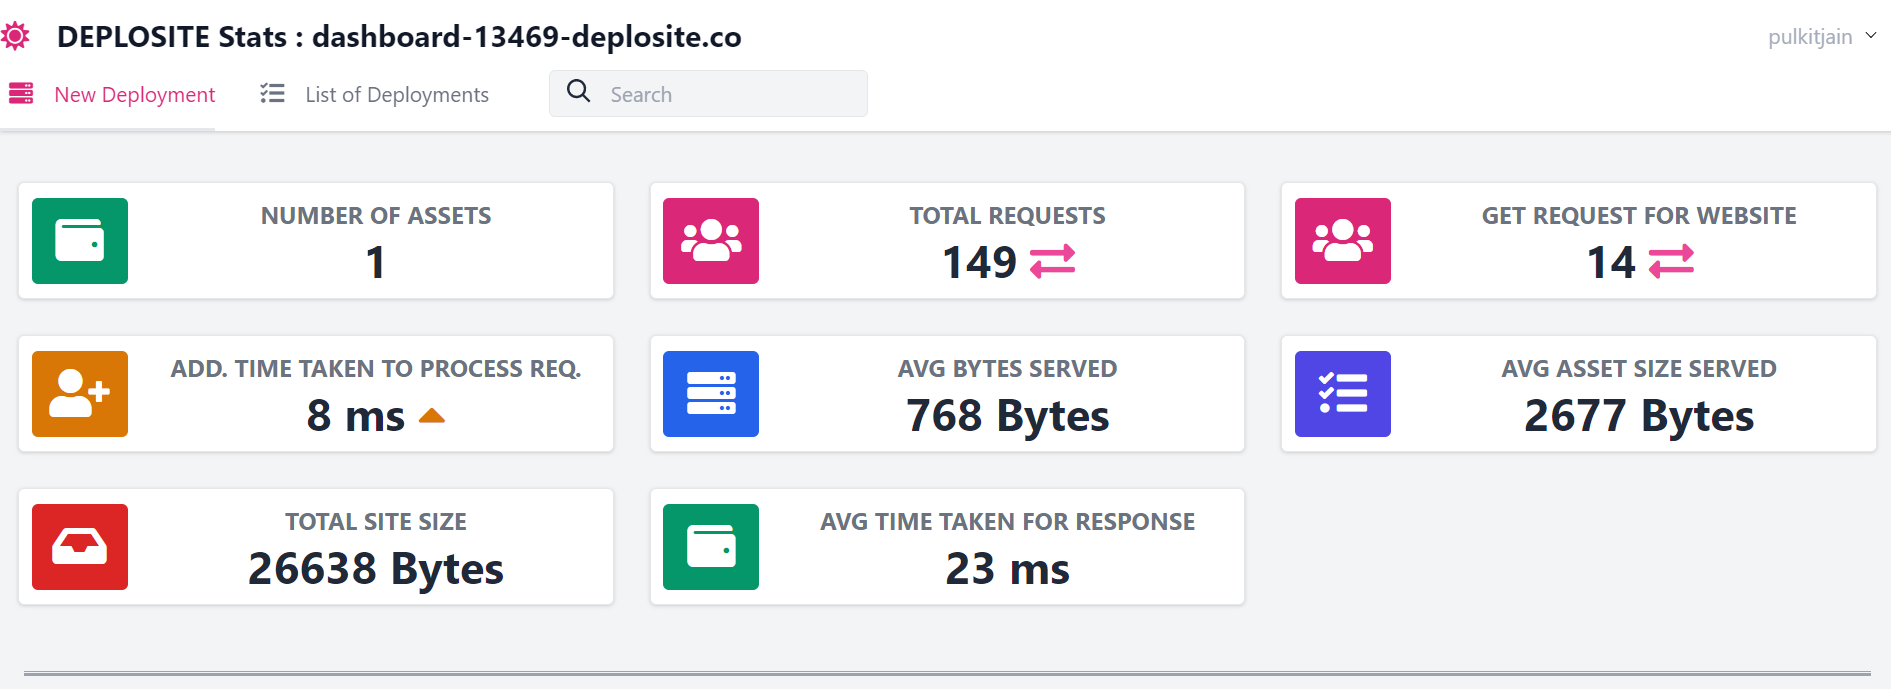 DEPLOSITE Stats : dashboard-13469-deplosite.co
pulkitjain
New Deployment
List of Deployments
Search
NUMBER OF ASSETS
1
TOTAL REQUESTS
149
GET REQUEST FOR WEBSITE
14
ADD. TIME TAKEN TO PROCESS REQ.
8 ms
AVG BYTES SERVED
768 Bytes
AVG ASSET SIZE SERVED
2677 Bytes
TOTAL SITE SIZE
26638 Bytes
AVG TIME TAKEN FOR RESPONSE
23 ms